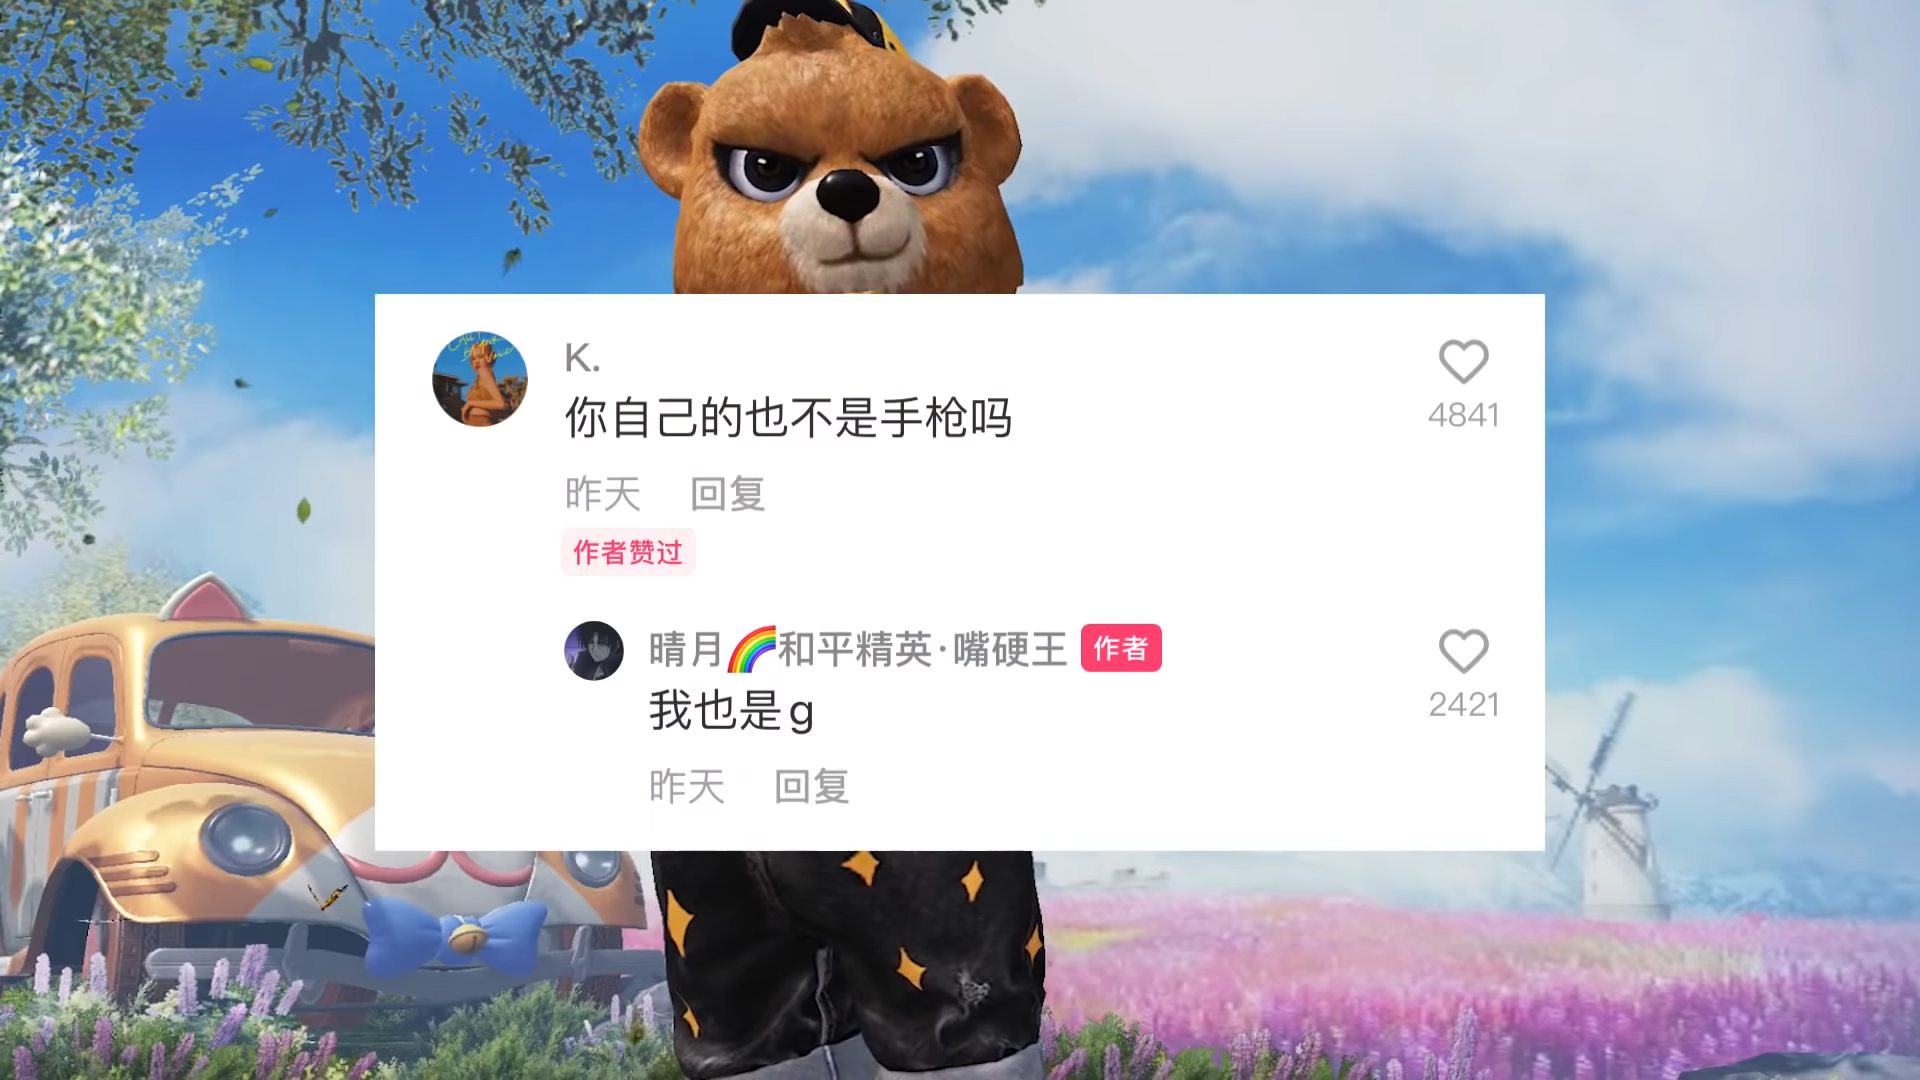 K.
你自己的也不是手枪吗
4841
昨天 回复
作者赞过
晴月🌈和平精英·嘴硬王 作者
我也是g
2421
昨天 回复